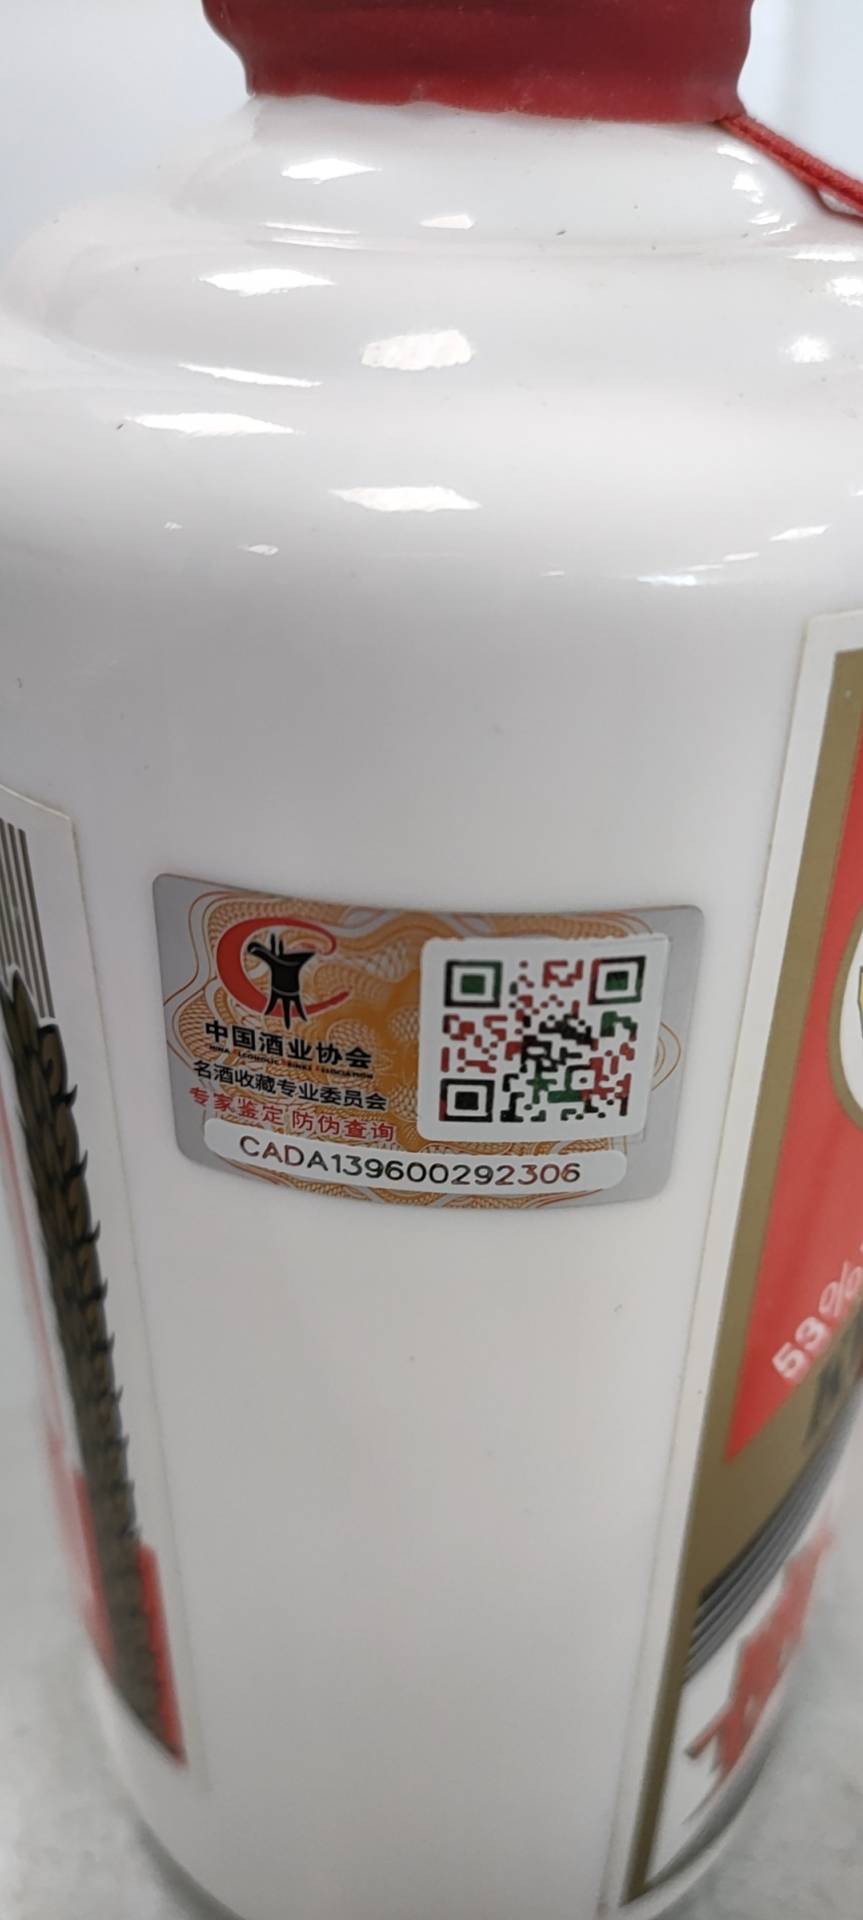 中国酒业协会
名酒收藏专业委员会
专家鉴定 防伪查询
CADA139600292306
53%